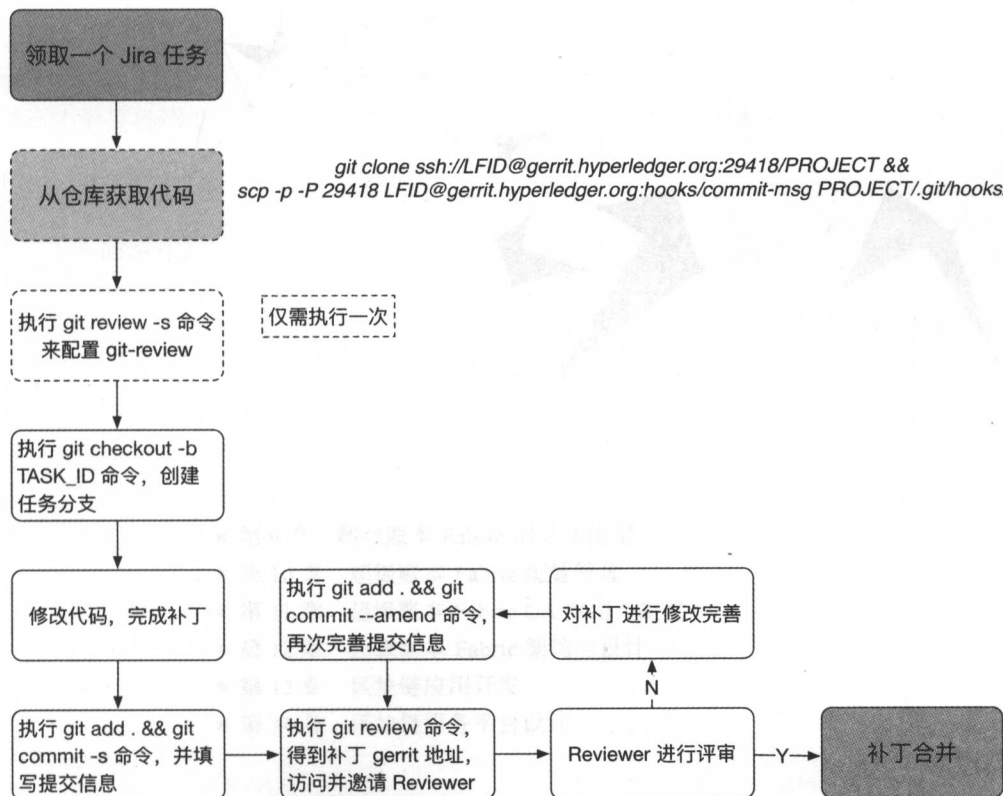 领取一个 Jira 任务
从仓库获取代码
git clone ssh://LFID@gerrit.hyperledger.org:29418/PROJECT &&
scp -p -P 29418 LFID@gerrit.hyperledger.org:hooks/commit-msg PROJECT/.git/hooks
执行 git review -s 命令
来配置 git-review
仅需执行一次
执行 git checkout -b
TASK_ID 命令，创建
任务分支
修改代码，完成补丁
执行 git add . && git
commit --amend 命令，
再次完善提交信息
对补丁进行修改完善
N
执行 git add . && git
commit -s 命令，并填
写提交信息
执行 git review 命令，
得到补丁 gerrit 地址，
访问并邀请 Reviewer
Reviewer 进行评审
Y
补丁合并